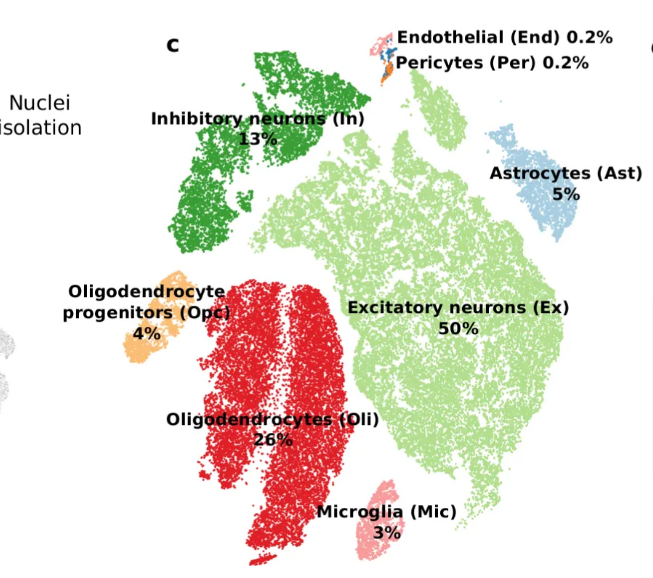 c
Endothelial (End) 0.2%
Pericytes (Per) 0.2%
Nuclei
isolation
Inhibitory neurons (In)
13%
Astrocytes (Ast)
5%
Oligodendrocyte
progenitors (Opc)
4%
Excitatory neurons (Ex)
50%
Oligodendrocytes (Oli)
26%
Microglia (Mic)
3%